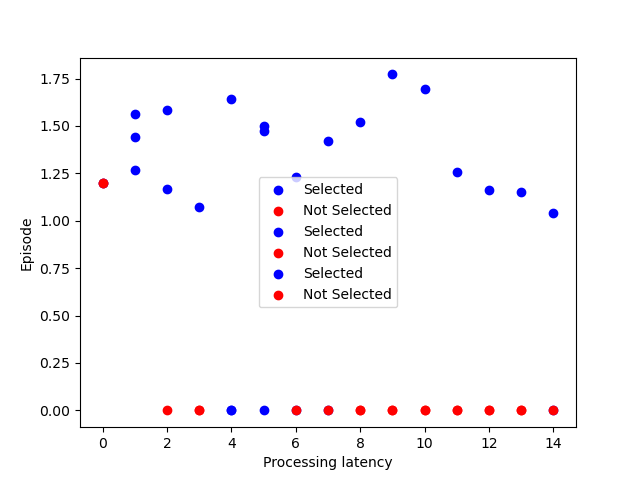 1.75
1.50
1.25
1.00
0.75
0.50
0.25
0.00
Episode
Selected
Not Selected
Selected
Not Selected
Selected
Not Selected
0 2 4 6 8 10 12 14
Processing latency